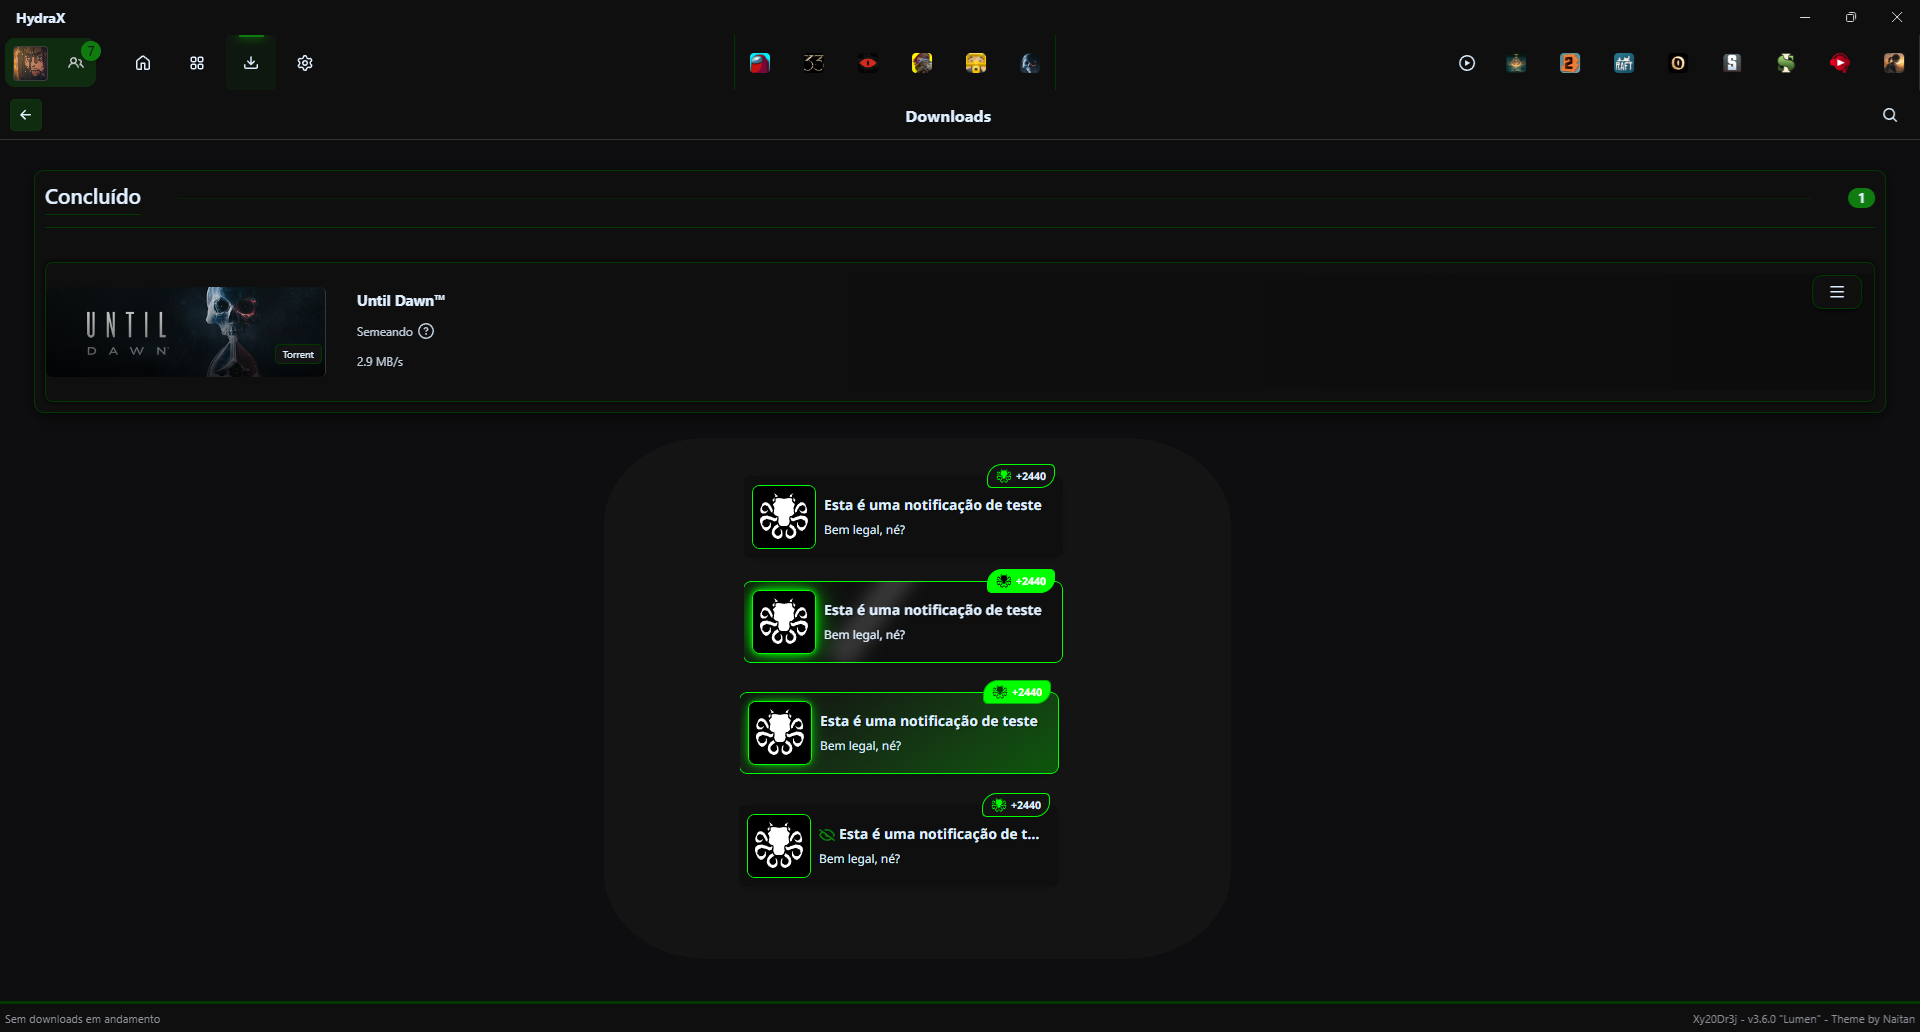 HydraX
7
Downloads
Concluído
1
UNTIL
DAWN
Torrent
Until Dawn™
Semeando
2.9 MB/s
+2440
Esta é uma notificação de teste
Bem legal, né?
+2440
Esta é uma notificação de teste
Bem legal, né?
+2440
Esta é uma notificação de teste
Bem legal, né?
+2440
Esta é uma notificação de t...
Bem legal, né?
Sem downloads em andamento
Xy20Dr3j - v3.6.0 "Lumen" - Theme by Naitan
33
2
RAFT
S